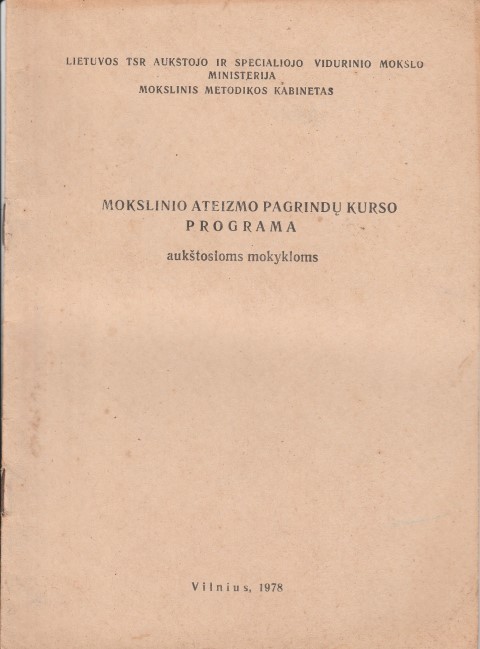 LIETUVOS TSR AUKŠTOJO IR SPECIALIOJO VIDURINIO MOKSLO
MINISTERIJA
MOKSLINIS METODIKOS KABINETAS
MOKSLINIO ATEIZMO PAGRINDŲ KURSO
PROGRAMA
aukštosioms mokykloms
Vilnius, 1978